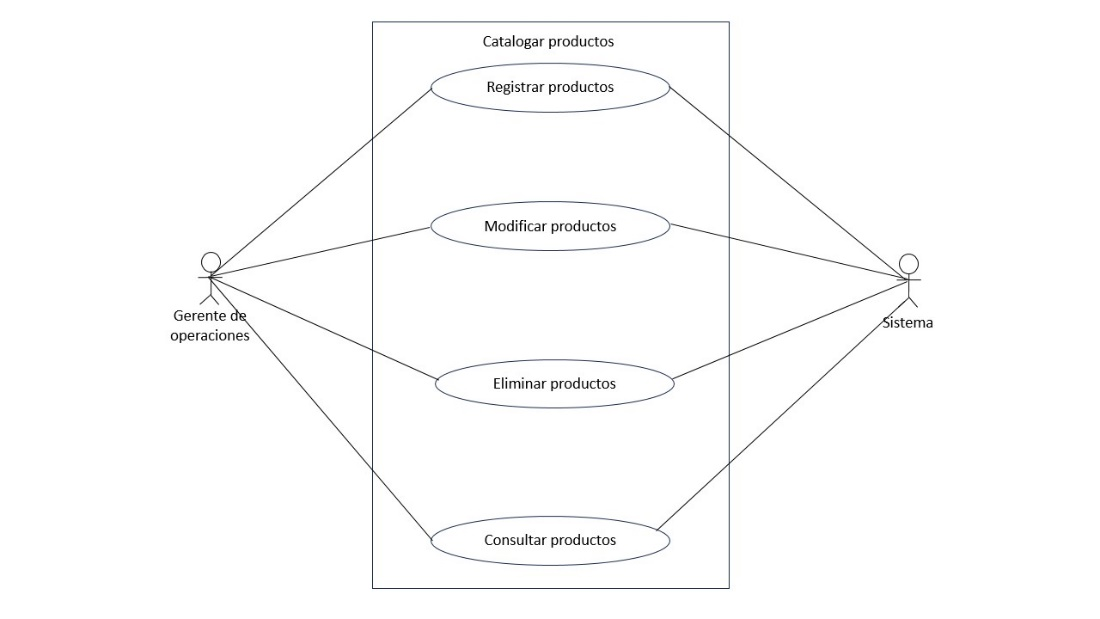 Catalogar productos
Registrar productos
Modificar productos
Gerente de
operaciones
Sistema
Eliminar productos
Consultar productos